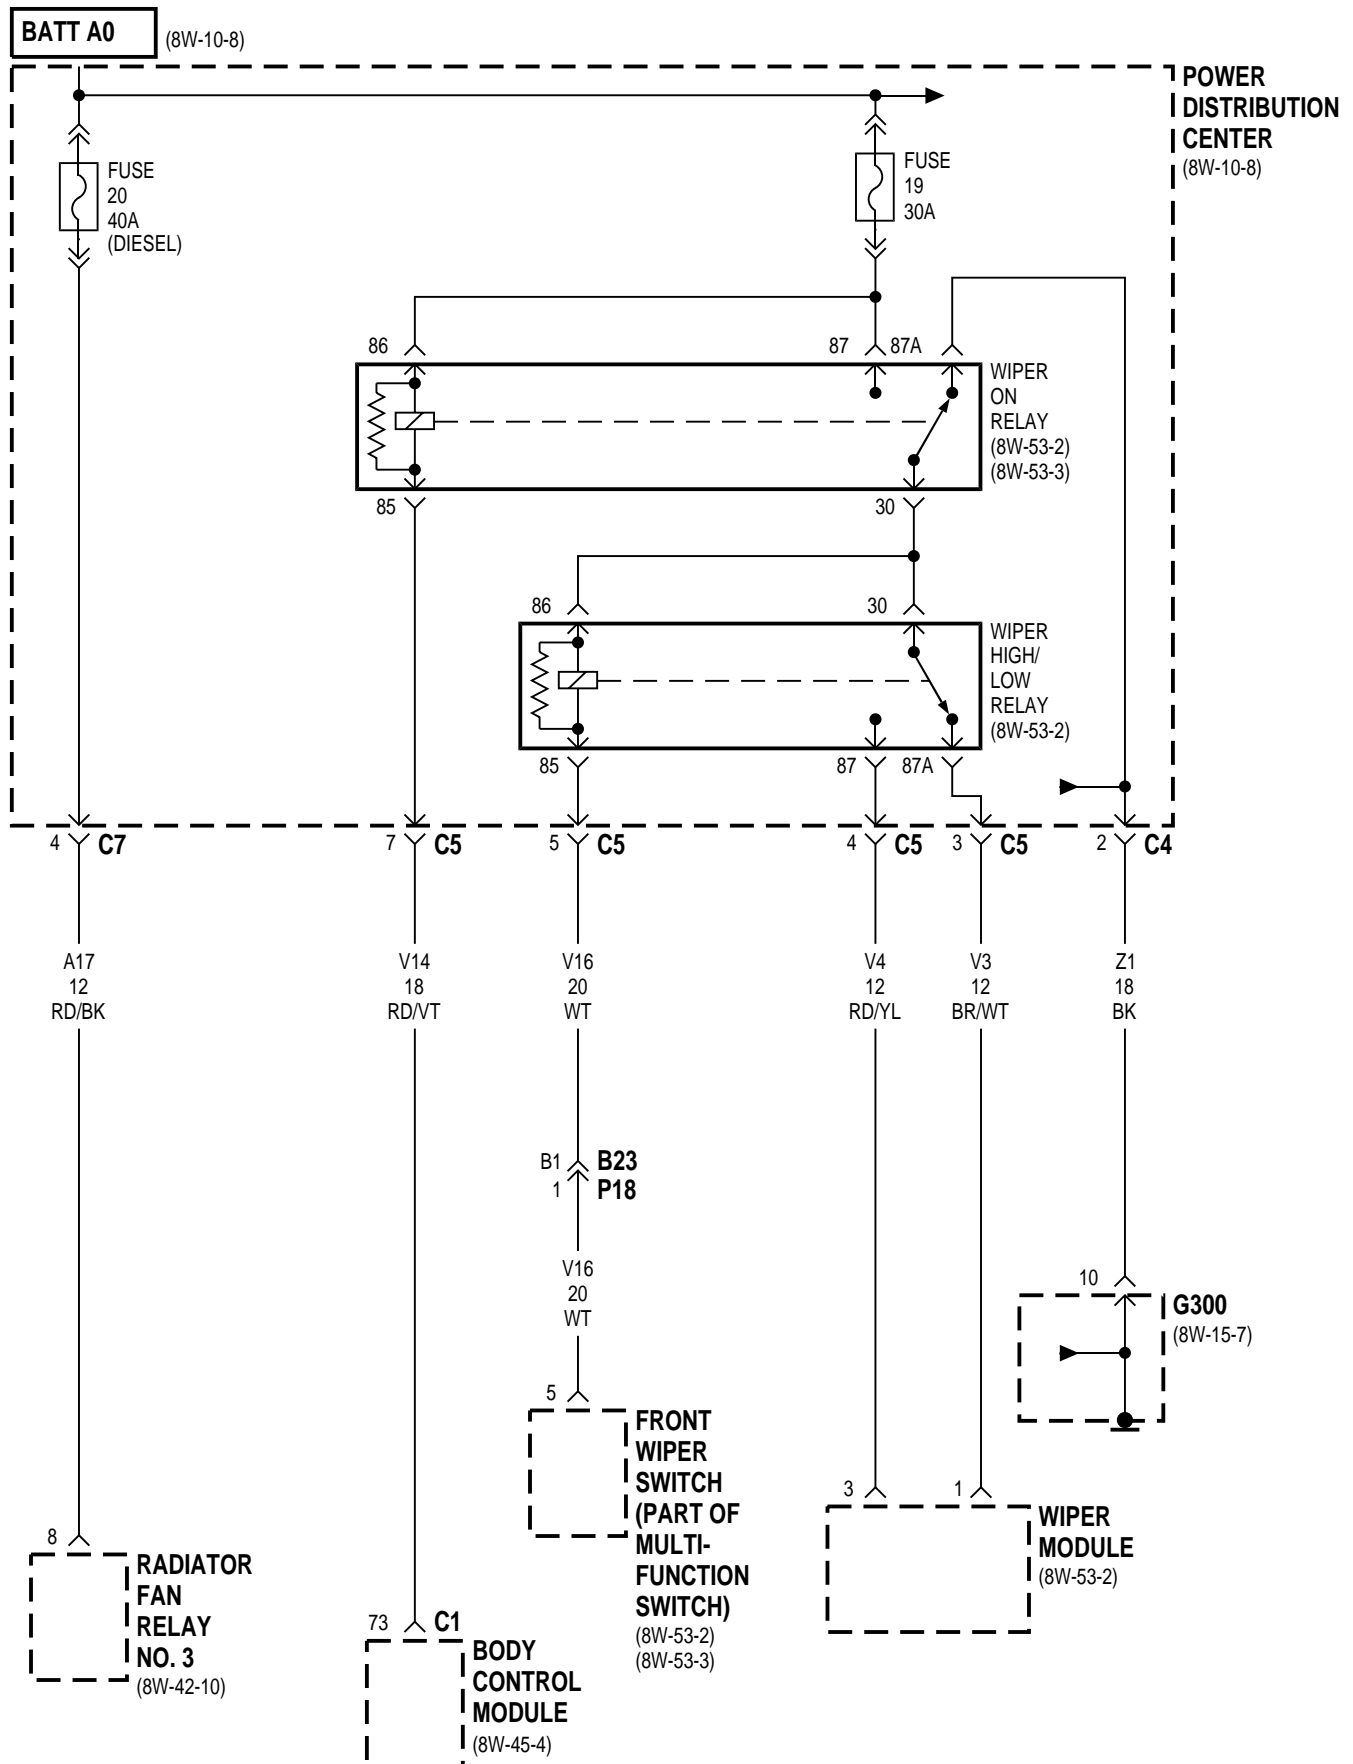 BATT A0
(8W-10-8)
POWER
DISTRIBUTION
CENTER
(8W-10-8)
FUSE
20
40A
(DIESEL)
FUSE
19
30A
86
87
87A
WIPER
ON
RELAY
(8W-53-2)
(8W-53-3)
85
30
86
30
WIPER
HIGH/
LOW
RELAY
(8W-53-2)
85
87
87A
4
C7
7
C5
5
C5
4
C5
3
C5
2
C4
A17
12
RD/BK
V14
18
RD/VT
V16
20
WT
V4
12
RD/YL
V3
12
BR/WT
Z1
18
BK
B1
B23
1
P18
V16
20
WT
10
G300
(8W-15-7)
5
FRONT
WIPER
SWITCH
(PART OF
MULTI-
FUNCTION
SWITCH)
(8W-53-2)
(8W-53-3)
3
1
WIPER
MODULE
(8W-53-2)
8
RADIATOR
FAN
RELAY
NO. 3
(8W-42-10)
73
C1
BODY
CONTROL
MODULE
(8W-45-4)